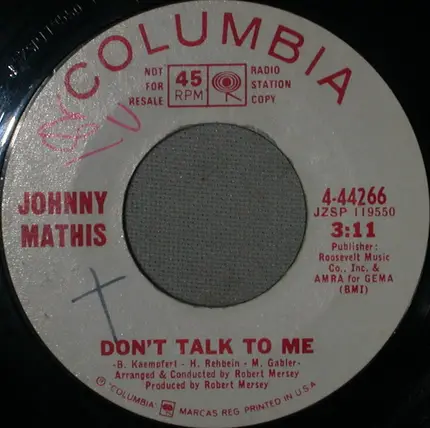 COLUMBIA
NOT FOR RESALE
45 RPM
RADIO STATION COPY
JOHNNY MATHIS
4-44266
JZSP 119550
3:11
Publisher:
Roosevelt Music
Co., Inc. &
AMRA for GEMA
(BMI)
DON'T TALK TO ME
-B. Kaempfert - H. Rehbein - M. Gabler-
Arranged & Conducted by Robert Mersey
Produced by Robert Mersey
Ⓟ "COLUMBIA" MARCAS REG. PRINTED IN U.S.A